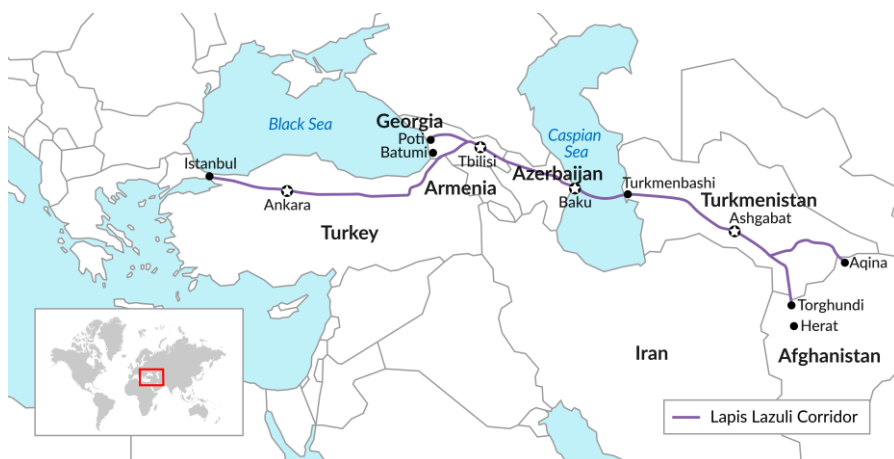 Black Sea
Georgia
Poti
Batumi
Tbilisi
Caspian
Sea
Istanbul
Ankara
Armenia
Azerbaijan
Baku
Turkmenbashi
Turkmenistan
Ashgabat
Turkey
Aqina
Torghundi
Herat
Iran
Afghanistan
Lapis Lazuli Corridor